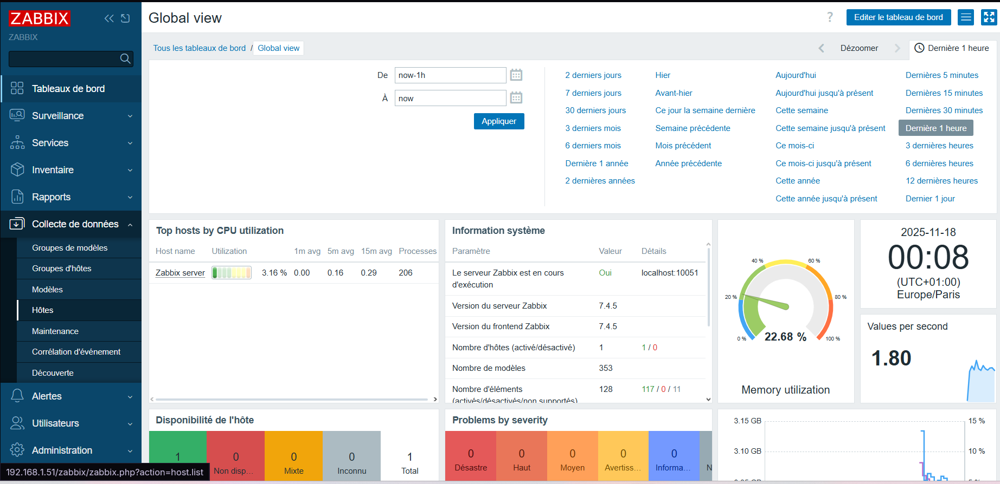 ZABBIX
ZABBIX
Tableaux de bord
Surveillance
Services
Inventaire
Rapports
Collecte de données
Groupes de modèles
Groupes d'hôtes
Modèles
Hôtes
Maintenance
Corrélation d'événement
Découverte
Alertes
Utilisateurs
Administration
192.168.1.51/zabbix/zabbix.php?action=host.list
Global view
? Editer le tableau de bord
Tous les tableaux de bord / Global view
Dézoomer
Dernière 1 heure
De now-1h
À now
Appliquer
2 derniers jours
7 derniers jours
30 derniers jours
3 derniers mois
6 derniers mois
Dernière 1 année
2 dernières années
Hier
Avant-hier
Ce jour la semaine dernière
Semaine précédente
Mois précédent
Année précédente
Aujourd'hui
Aujourd'hui jusqu'à présent
Cette semaine
Cette semaine jusqu'à présent
Ce mois-ci
Ce mois-ci jusqu'à présent
Cette année
Cette année jusqu'à présent
Dernières 5 minutes
Dernières 15 minutes
Dernières 30 minutes
Dernière 1 heure
3 dernières heures
6 dernières heures
12 dernières heures
Dernier 1 jour
Top hosts by CPU utilization
Host name Utilization 1m avg 5m avg 15m avg Processes
Zabbix server 3.16 % 0.00 0.16 0.29 206
Information système
Paramètre Valeur Détails
Le serveur Zabbix est en cours d'exécution Oui localhost:10051
Version du serveur Zabbix 7.4.5
Version du frontend Zabbix 7.4.5
Nombre d'hôtes (activé/désactivé) 1 1 / 0
Nombre de modèles 353
Nombre d'éléments (activés/désactivés/non supportés) 128 117 / 0 / 11
0 %
20 %
40 %
60 %
80 %
100 %
22.68 %
Memory utilization
2025-11-18
00:08
(UTC+01:00)
Europe/Paris
Values per second
1.80
Disponibilité de l'hôte
1
0 Non disp...
0 Mixte
0 Inconnu
1 Total
Problems by severity
0 Désastre
0 Haut
0 Moyen
0 Avertiss...
0 Informa...
N
3.15 GB 15 %
3.10 GB 10 %